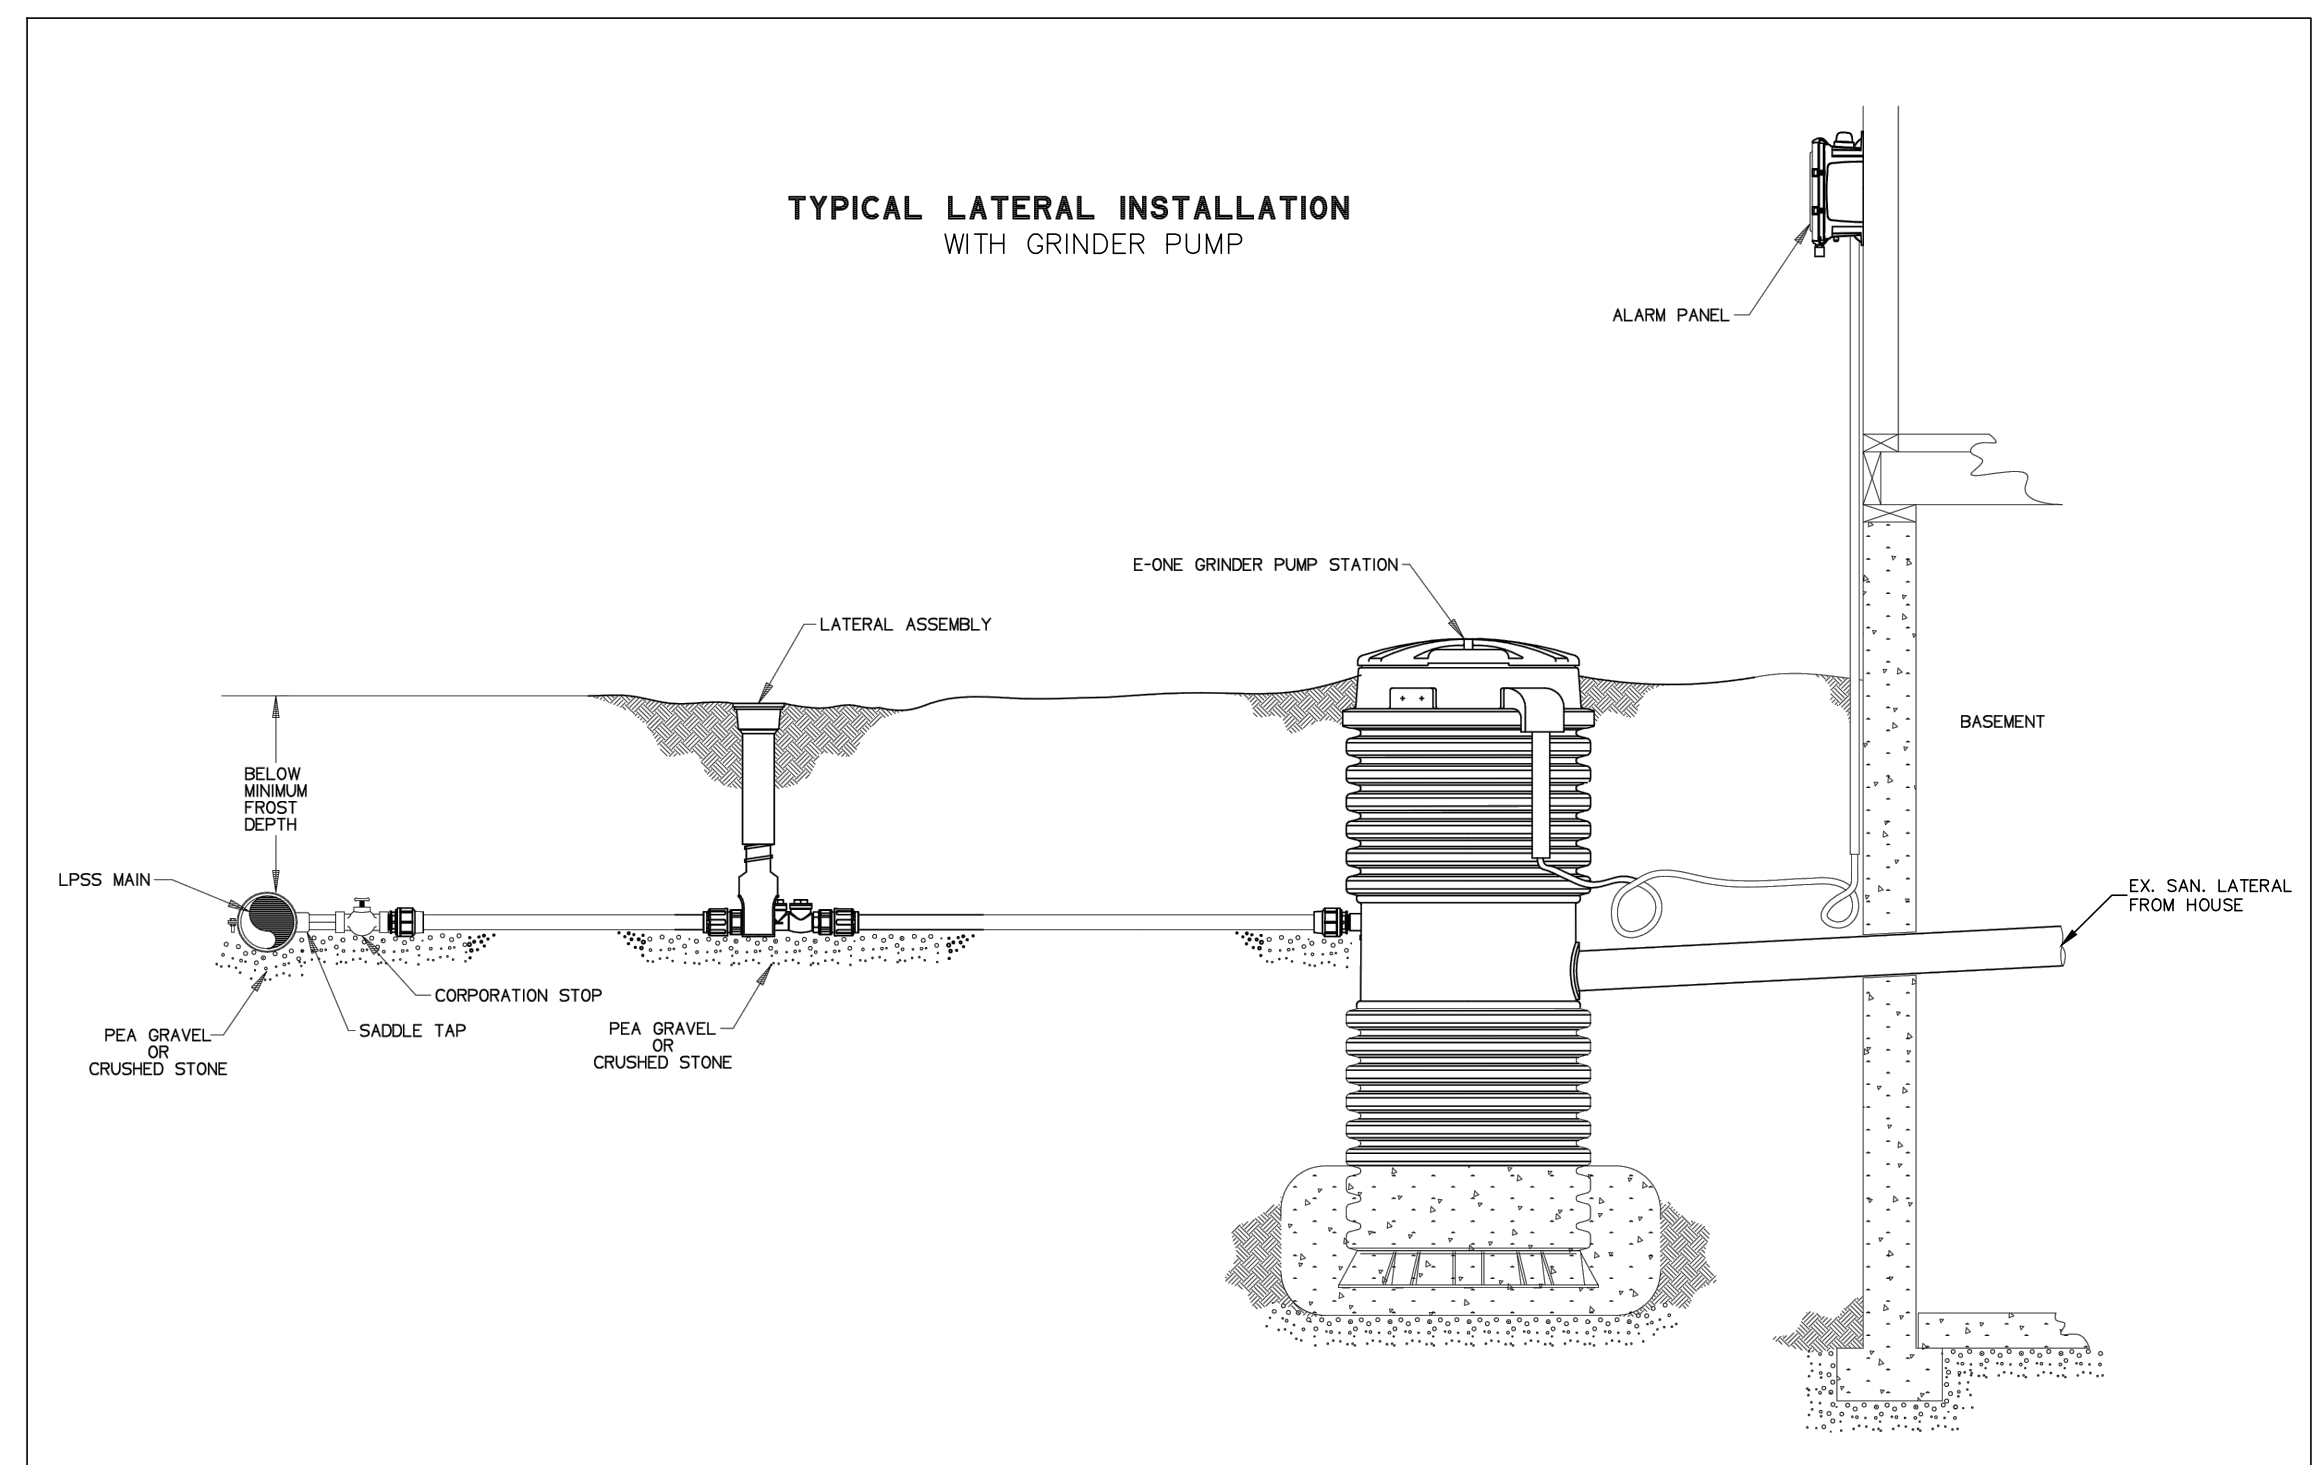 TYPICAL LATERAL INSTALLATION
WITH GRINDER PUMP
ALARM PANEL
E-ONE GRINDER PUMP STATION
LATERAL ASSEMBLY
BASEMENT
BELOW
MINIMUM
FROST
DEPTH
LPSS MAIN
EX. SAN. LATERAL
FROM HOUSE
CORPORATION STOP
SADDLE TAP
PEA GRAVEL
OR
CRUSHED STONE
PEA GRAVEL
OR
CRUSHED STONE